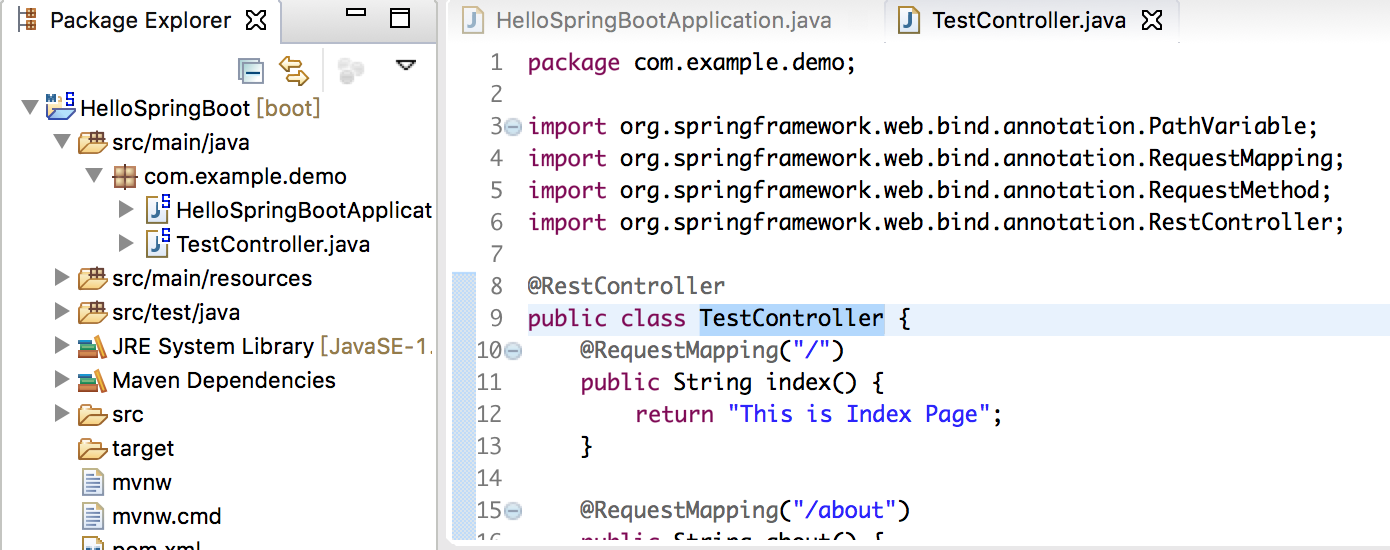 Package Explorer
HelloSpringBoot [boot]
src/main/java
com.example.demo
HelloSpringBootApplicat
TestController.java
src/main/resources
src/test/java
JRE System Library [JavaSE-1.
Maven Dependencies
src
target
mvnw
mvnw.cmd
pom.xml
HelloSpringBootApplication.java
TestController.java
1 package com.example.demo;
2
3 import org.springframework.web.bind.annotation.PathVariable;
4 import org.springframework.web.bind.annotation.RequestMapping;
5 import org.springframework.web.bind.annotation.RequestMethod;
6 import org.springframework.web.bind.annotation.RestController;
7
8 @RestController
9 public class TestController {
10 @RequestMapping("/")
11 public String index() {
12 return "This is Index Page";
13 }
14
15 @RequestMapping("/about")
16 public String about() {